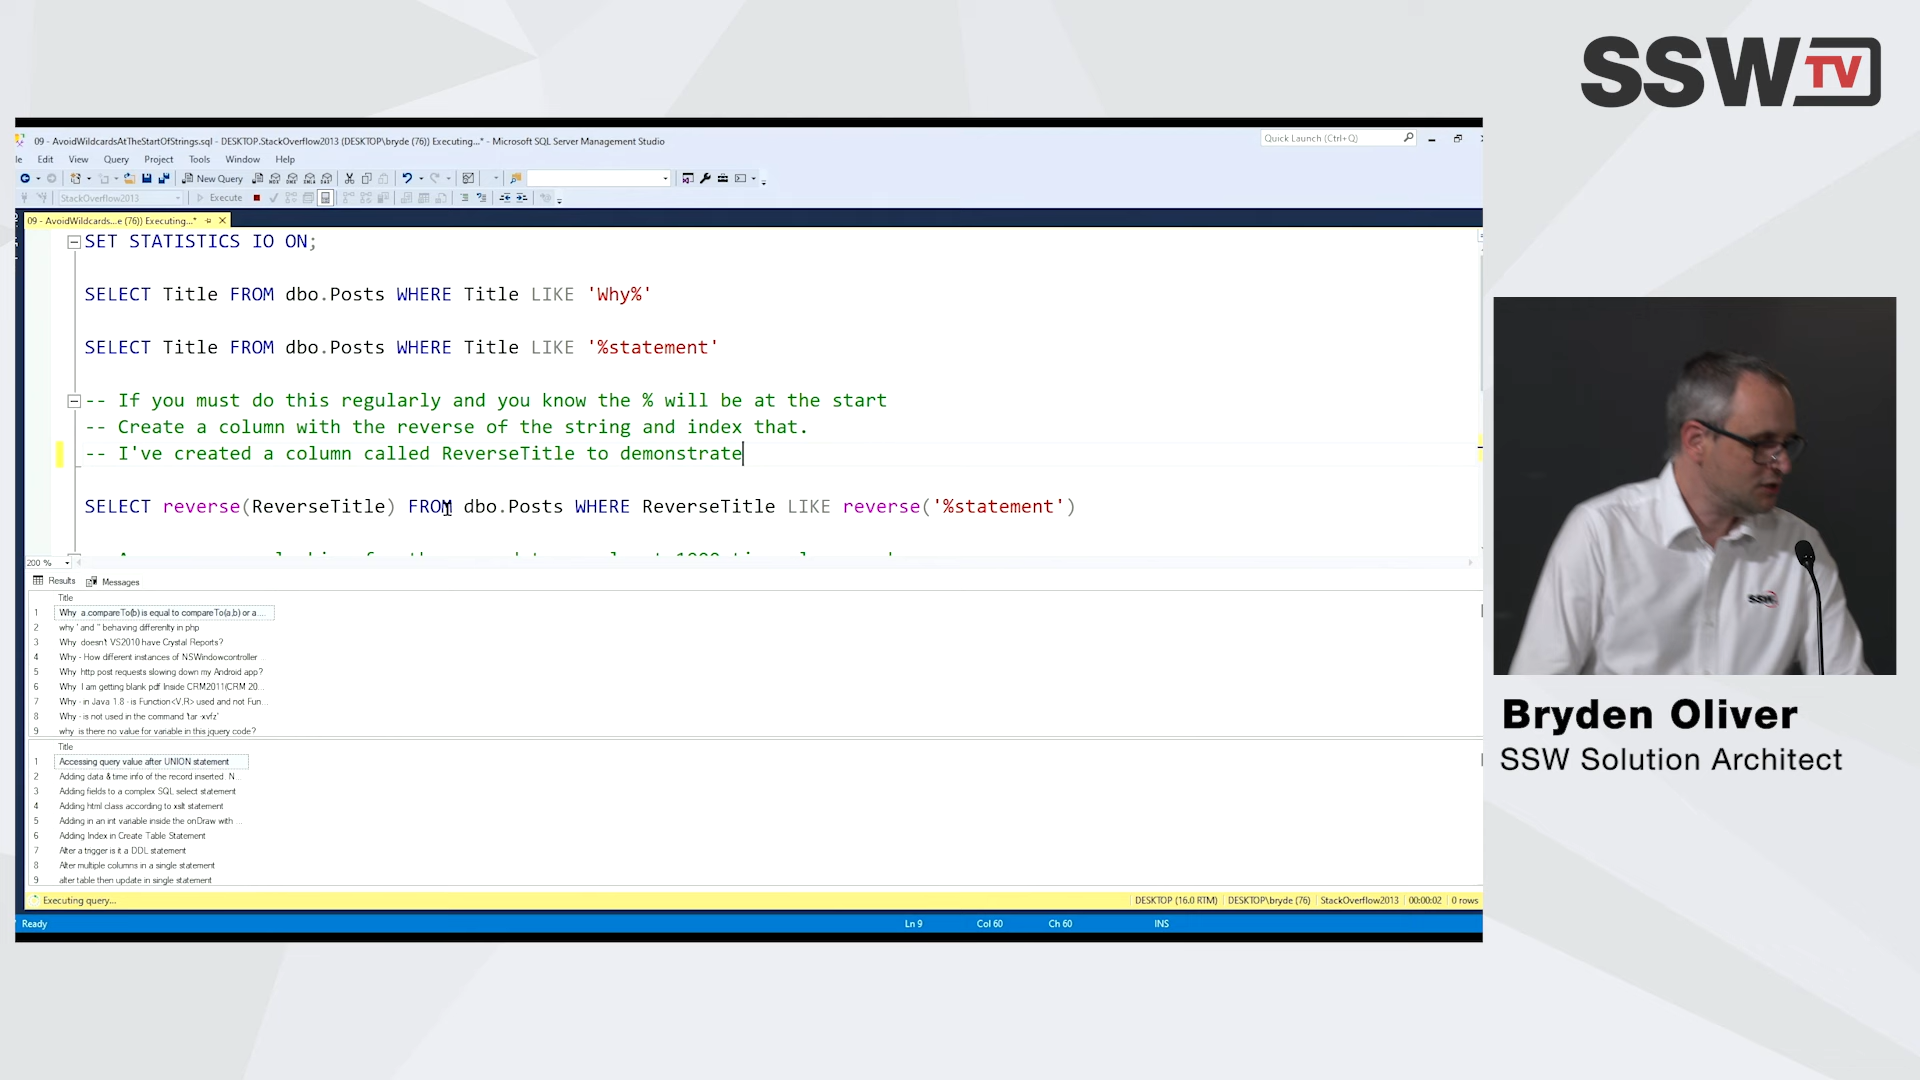 SSW TV
09 - AvoidWildcardsAtTheStartOfStrings.sql - DESKTOP.StackOverflow2013 (DESKTOP\bryde (76)) Executing...* - Microsoft SQL Server Management Studio
Quick Launch (Ctrl+Q)
le Edit View Query Project Tools Window Help
New Query
StackOverflow2013
Execute
09 - AvoidWildcards...e (76)) Executing...*
SET STATISTICS IO ON;
SELECT Title FROM dbo.Posts WHERE Title LIKE 'Why%'
SELECT Title FROM dbo.Posts WHERE Title LIKE '%statement'
-- If you must do this regularly and you know the % will be at the start
-- Create a column with the reverse of the string and index that.
-- I've created a column called ReverseTitle to demonstrate
SELECT reverse(ReverseTitle) FROM dbo.Posts WHERE ReverseTitle LIKE reverse('%statement')
200 %
Results Messages
Title
1 Why a.compareTo(b) is equal to compareTo(a,b) or a ...
2 why ' and " behaving differenlty in php
3 Why doesn't VS2010 have Crystal Reports?
4 Why - How different instances of NSWindowcontroller
5 Why http post requests slowing down my Android app?
6 Why I am getting blank pdf Inside CRM2011(CRM 20...
7 Why - in Java 1.8 - is Function<V,R> used and not Fun...
8 Why - is not used in the command 'tar -xvfz'
9 why is there no value for variable in this jquery code?
Title
1 Accessing query value after UNION statement
2 Adding data & time info of the record inserted. N...
3 Adding fields to a complex SQL select statement
4 Adding html class according to xslt statement
5 Adding in an int variable inside the onDraw with ...
6 Adding Index in Create Table Statement
7 Alter a trigger is it a DDL statement
8 Alter multiple columns in a single statement
9 alter table then update in single statement
Executing query...
DESKTOP (16.0 RTM) DESKTOP\bryde (76) StackOverflow2013 00:00:02 0 rows
Ready
Ln 9 Col 60 Ch 60 INS
SSW
Bryden Oliver
SSW Solution Architect